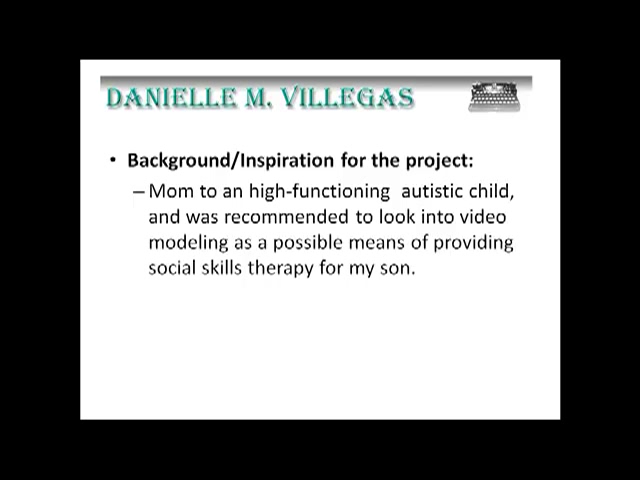 DANIELLE M. VILLEGAS
• Background/Inspiration for the project:
– Mom to an high-functioning autistic child,
and was recommended to look into video
modeling as a possible means of providing
social skills therapy for my son.